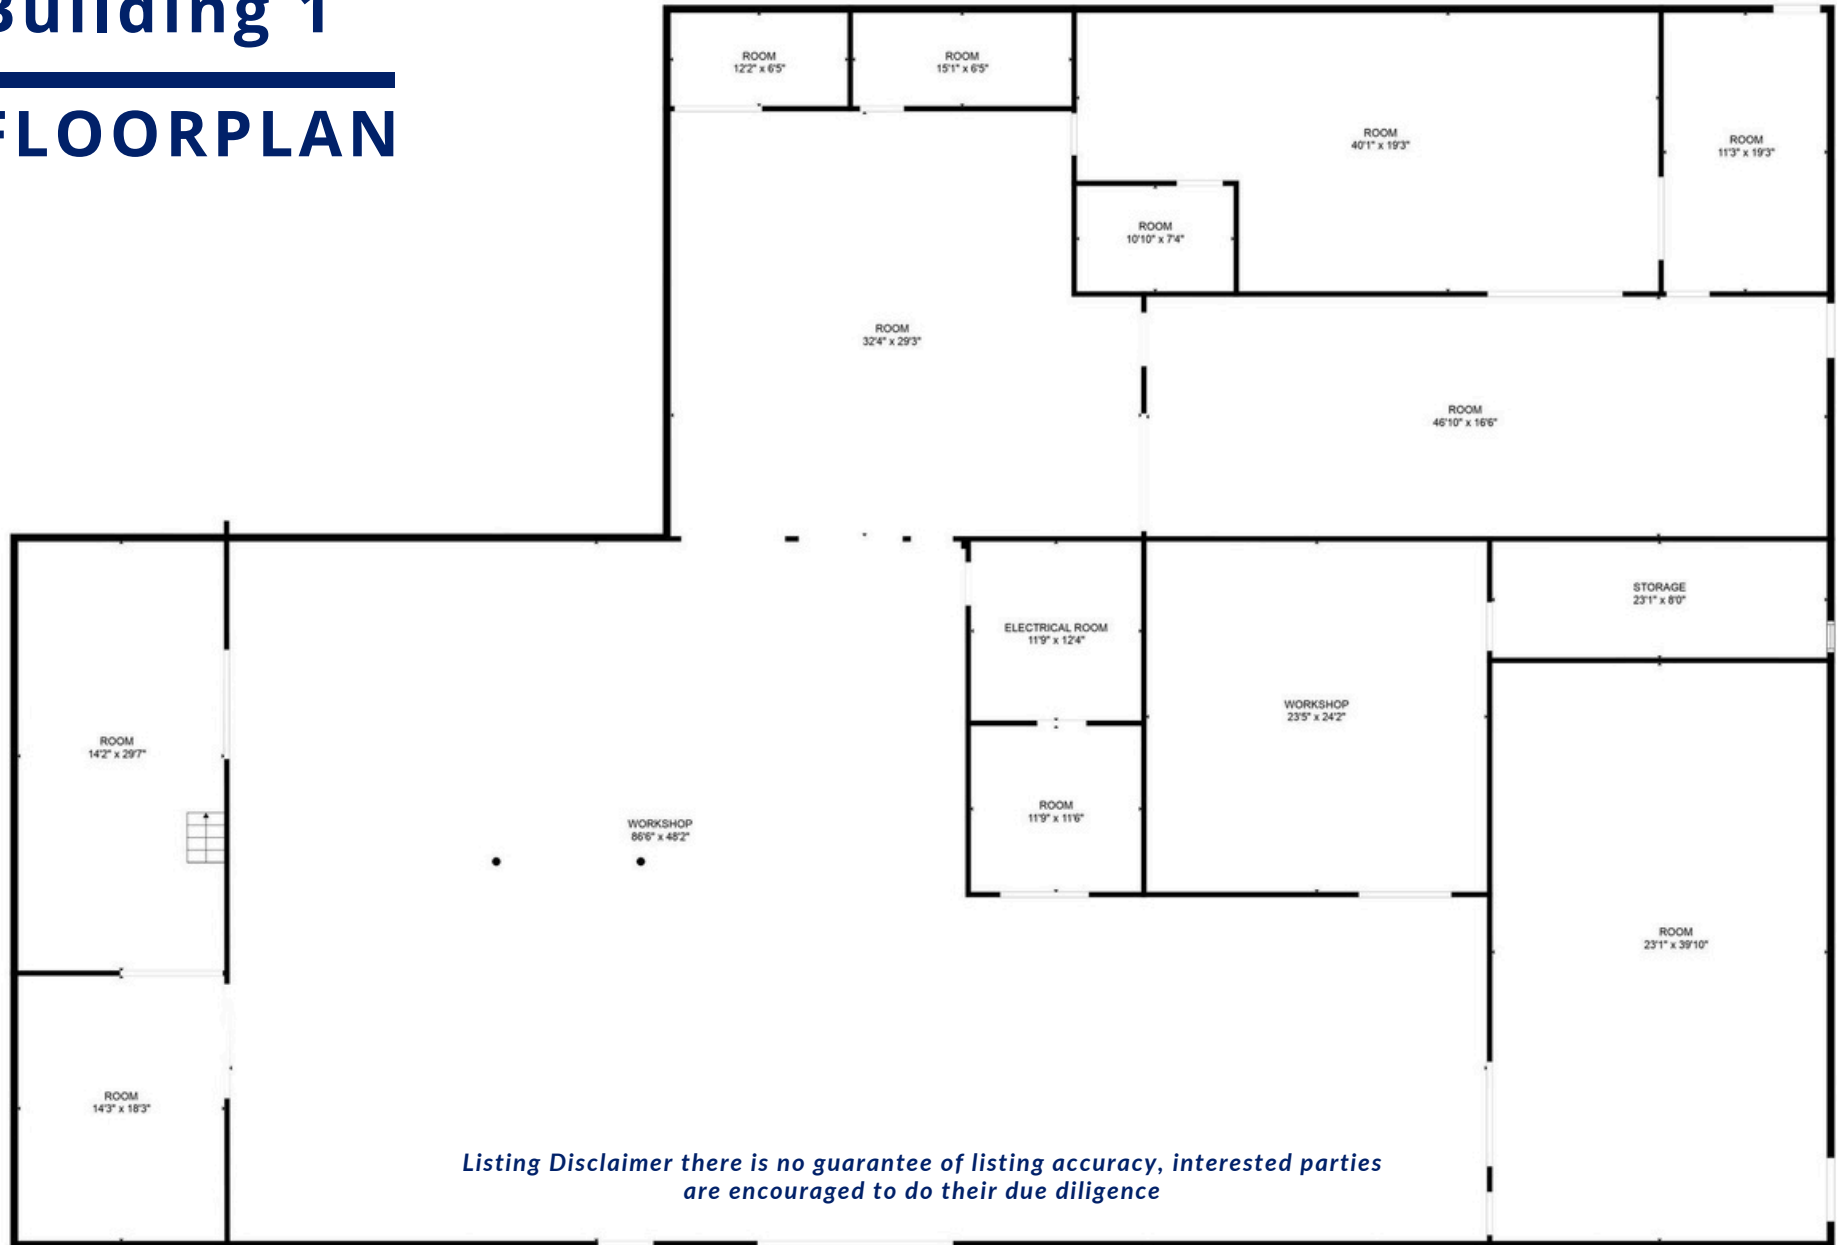 Building 1
FLOORPLAN
ROOM
12'2" x 6'5"
ROOM
15'1" x 6'5"
ROOM
40'1" x 19'3"
ROOM
11'3" x 19'3"
ROOM
10'10" x 7'4"
ROOM
32'4" x 29'3"
ROOM
46'10" x 16'6"
STORAGE
23'1" x 8'0"
ELECTRICAL ROOM
11'9" x 12'4"
WORKSHOP
23'5" x 24'2"
ROOM
14'2" x 29'7"
ROOM
11'9" x 11'6"
WORKSHOP
86'6" x 48'2"
ROOM
23'1" x 39'10"
ROOM
14'3" x 18'3"
Listing Disclaimer there is no guarantee of listing accuracy, interested parties
are encouraged to do their due diligence